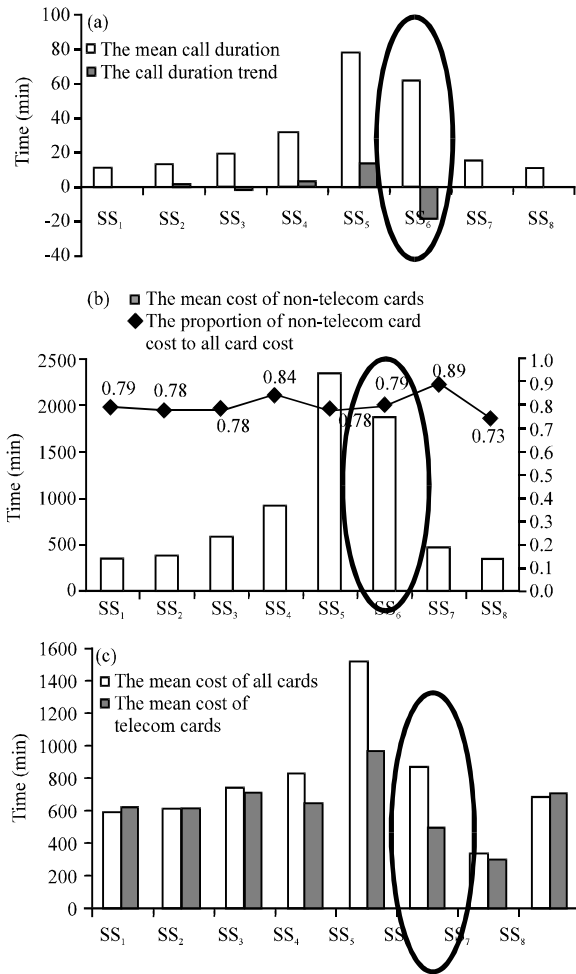 (a)
The mean call duration
The call duration trend
Time (min)
100
80
60
40
20
0
-20
-40
SS₁ SS₂ SS₃ SS₄ SS₅ SS₆ SS₇ SS₈
(b)
The mean cost of non-telecom cards
The proportion of non-telecom card
cost to all card cost
Time (min)
2500
2000
1500
1000
500
0
0.79 0.78 0.78 0.84 0.78 0.79 0.89 0.73
1.0
0.9
0.8
0.7
0.6
0.5
0.4
0.3
0.2
0.1
0.0
SS₁ SS₂ SS₃ SS₄ SS₅ SS₆ SS₇ SS₈
(c)
The mean cost of all cards
The mean cost of
telecom cards
Time (min)
1600
1400
1200
1000
800
600
400
200
0
SS₁ SS₂ SS₃ SS₄ SS₅ SS SS₇ SS₈